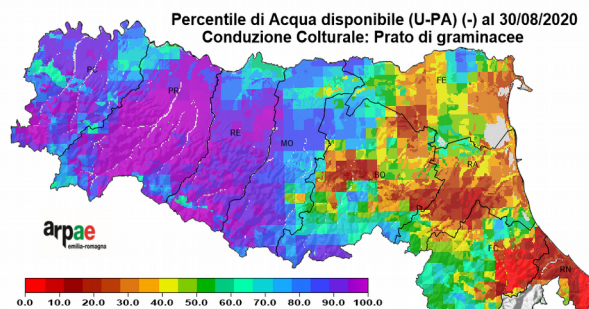 Percentile di Acqua disponibile (U-PA) (-) al 30/08/2020
Conduzione Colturale: Prato di graminacee
PC
PR
RE
MO
BO
FE
RA
RN
arpae
emilia-romagna
0.0 10.0 20.0 30.0 40.0 50.0 60.0 70.0 80.0 90.0 100.0